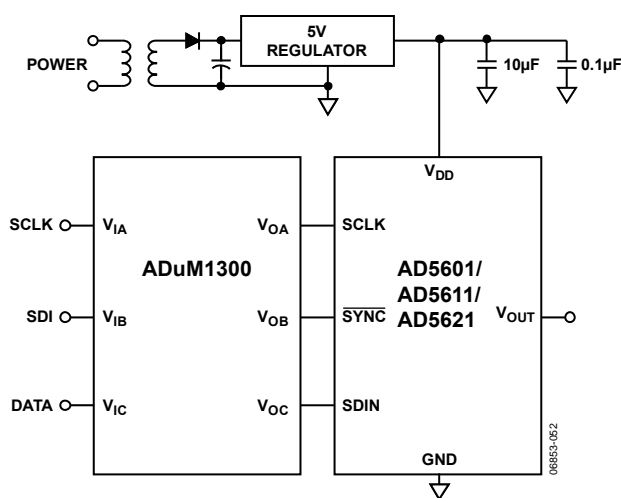 5V
REGULATOR
POWER
10µF
0.1µF
VDD
SCLK
VIA
VOA
SCLK
ADuM1300
AD5601/
AD5611/
AD5621
SDI
VIB
VOB
SYNC
VOUT
DATA
VIC
VOC
SDIN
GND
06853-052